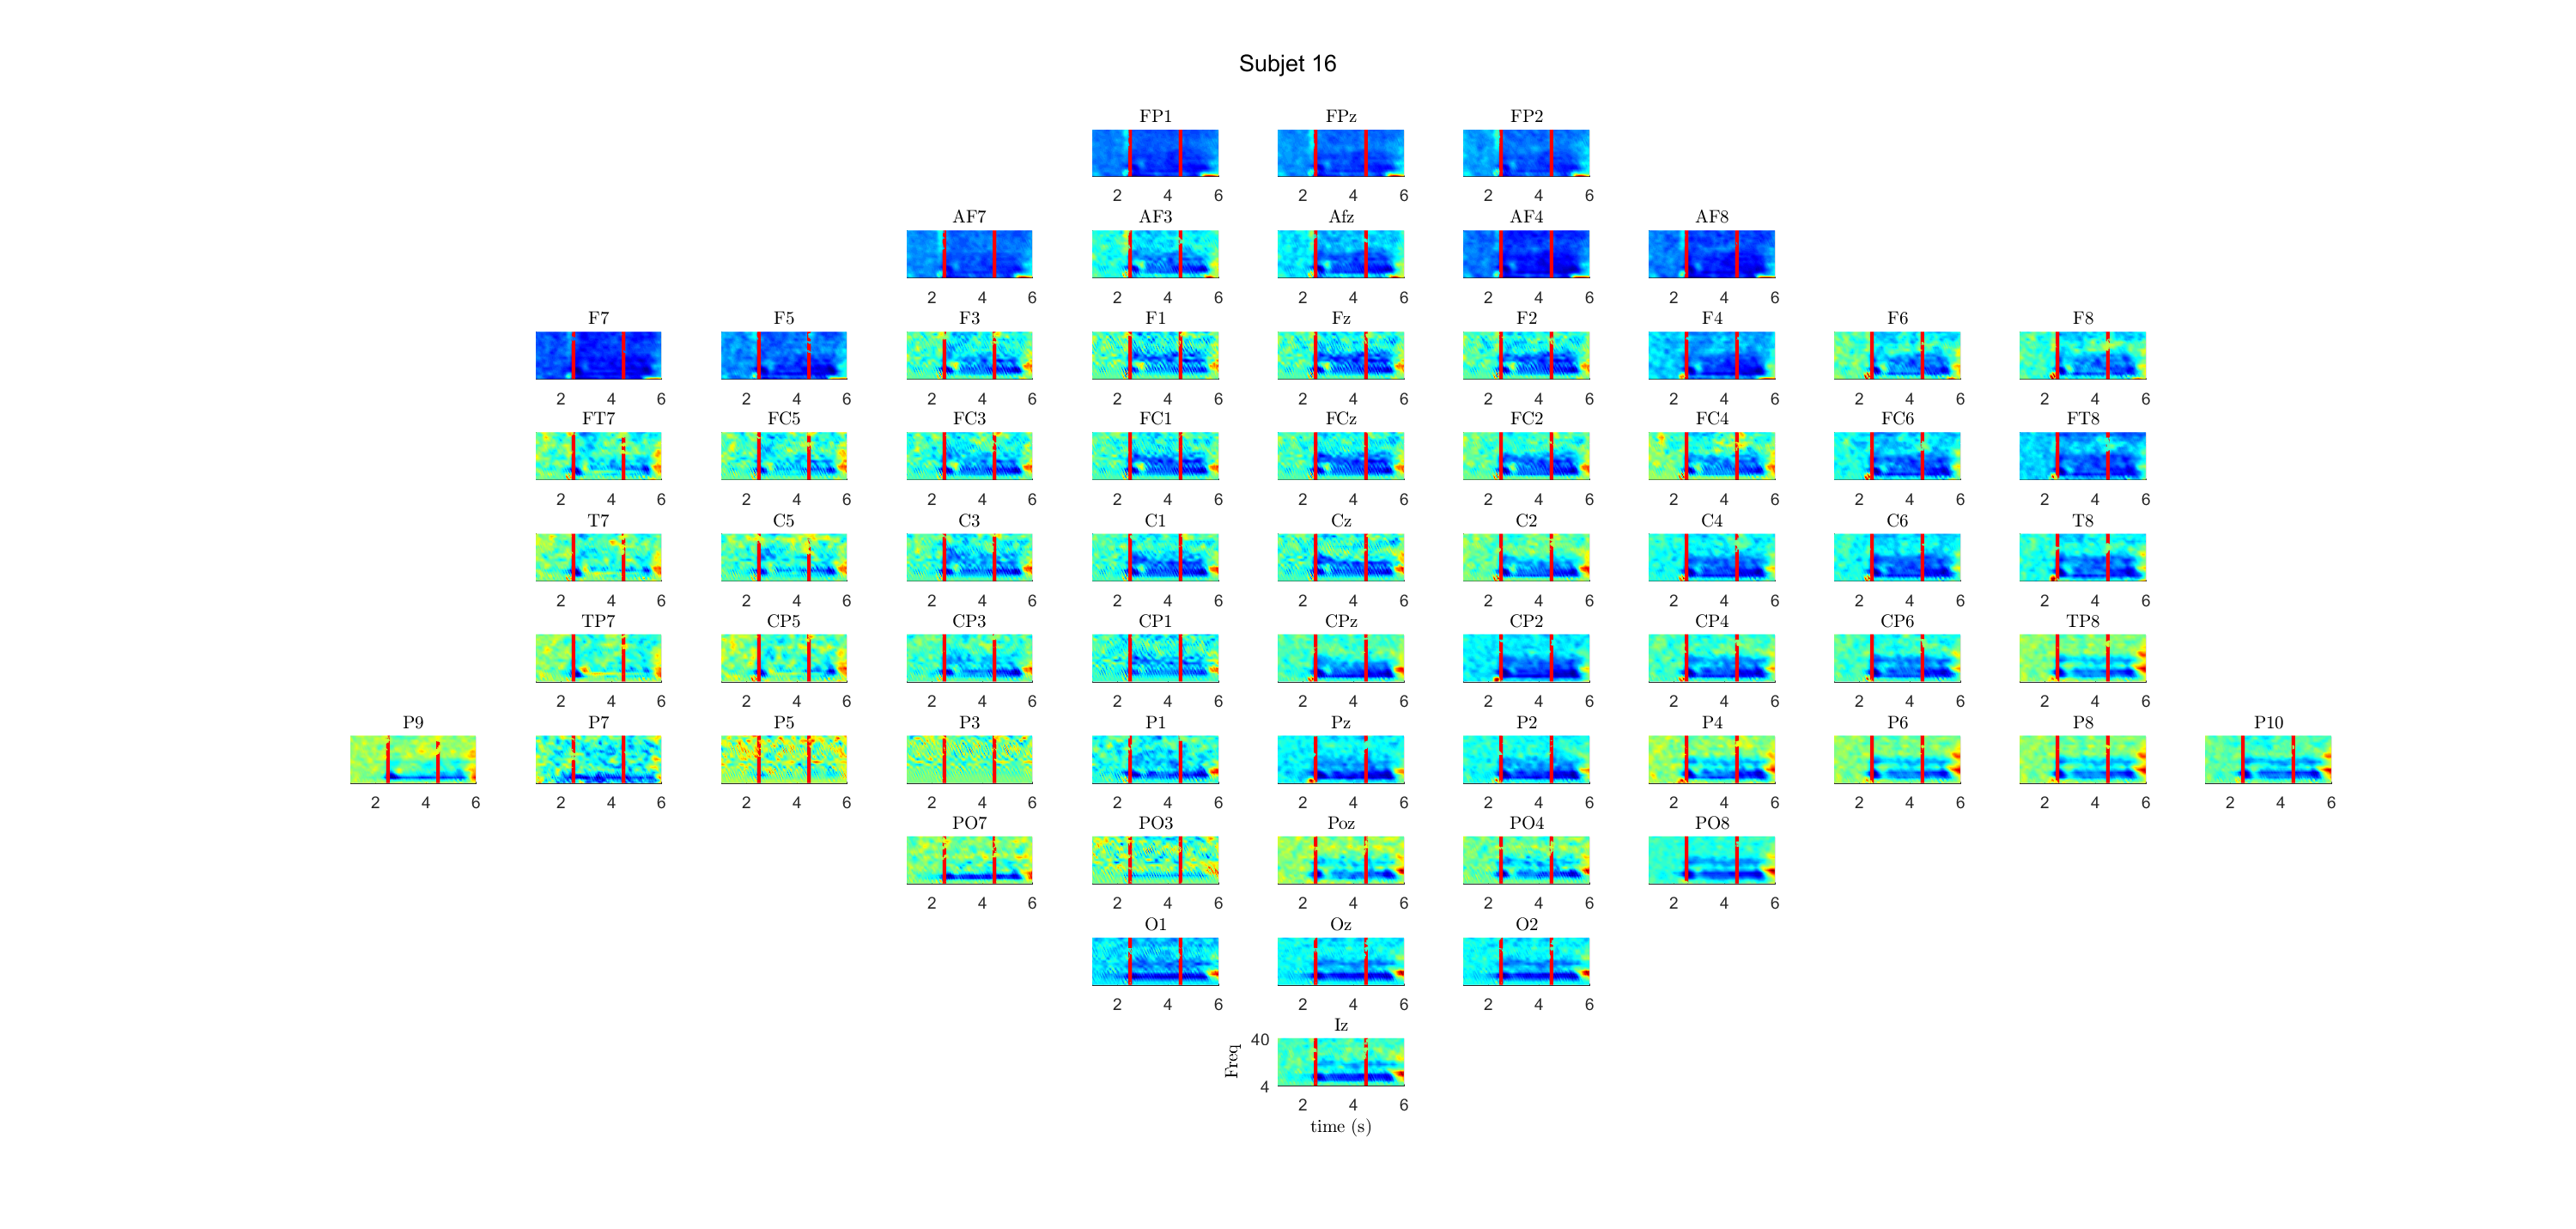 Subjet 16
FP1 FPz FP2
2 4 6 2 4 6 2 4 6
AF7 AF3 Afz AF4 AF8
2 4 6 2 4 6 2 4 6 2 4 6 2 4 6
F7 F5 F3 F1 Fz F2 F4 F6 F8
2 4 6 2 4 6 2 4 6 2 4 6 2 4 6 2 4 6 2 4 6 2 4 6 2 4 6
FT7 FC5 FC3 FC1 FCz FC2 FC4 FC6 FT8
2 4 6 2 4 6 2 4 6 2 4 6 2 4 6 2 4 6 2 4 6 2 4 6 2 4 6
T7 C5 C3 C1 Cz C2 C4 C6 T8
2 4 6 2 4 6 2 4 6 2 4 6 2 4 6 2 4 6 2 4 6 2 4 6 2 4 6
TP7 CP5 CP3 CP1 CPz CP2 CP4 CP6 TP8
2 4 6 2 4 6 2 4 6 2 4 6 2 4 6 2 4 6 2 4 6 2 4 6 2 4 6
P9 P7 P5 P3 P1 Pz P2 P4 P6 P8 P10
2 4 6 2 4 6 2 4 6 2 4 6 2 4 6 2 4 6 2 4 6 2 4 6 2 4 6 2 4 6 2 4 6
PO7 PO3 Poz PO4 PO8
2 4 6 2 4 6 2 4 6 2 4 6 2 4 6
O1 Oz O2
2 4 6 2 4 6 2 4 6
Iz
40
Freq
4
2 4 6
time (s)